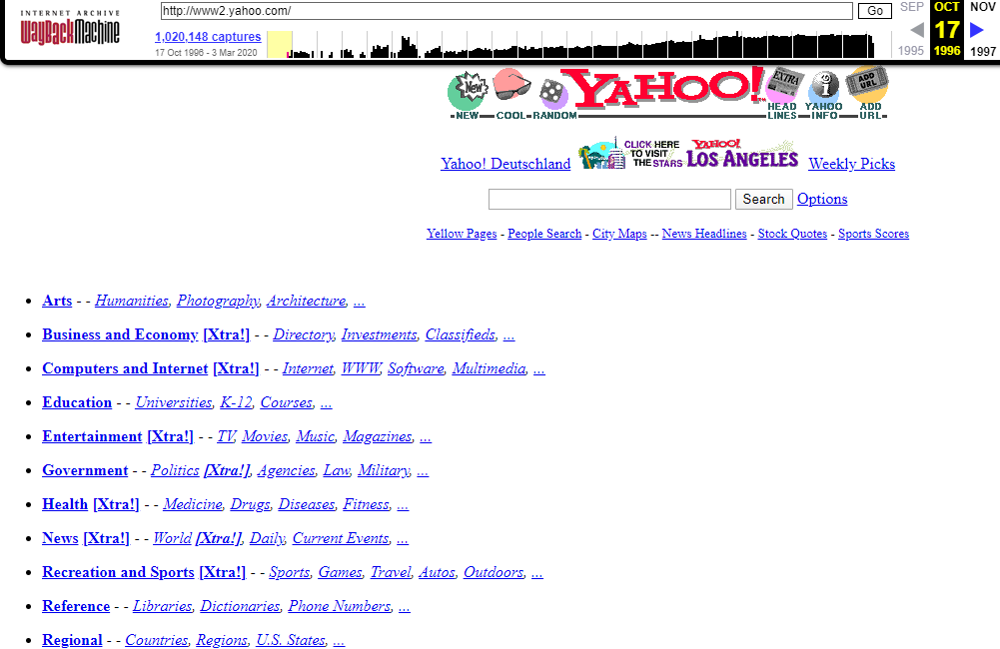 INTERNET ARCHIVE
WayBackMachine
http://www2.yahoo.com/ Go
1,020,148 captures
17 Oct 1996 - 3 Mar 2020
SEP OCT NOV
17
1995 1996 1997
New YAHOO! EXTRA i ADD URL
NEW COOL RANDOM HEAD LINES YAHOO INFO ADD URL
Yahoo! Deutschland CLICK HERE TO VISIT THE STARS YAHOO! LOS ANGELES Weekly Picks
Search Options
Yellow Pages - People Search - City Maps -- News Headlines - Stock Quotes - Sports Scores
• Arts - - Humanities, Photography, Architecture, ...
• Business and Economy [Xtra!] - - Directory, Investments, Classifieds, ...
• Computers and Internet [Xtra!] - - Internet, WWW, Software, Multimedia, ...
• Education - - Universities, K-12, Courses, ...
• Entertainment [Xtra!] - - TV, Movies, Music, Magazines, ...
• Government - - Politics [Xtra!], Agencies, Law, Military, ...
• Health [Xtra!] - - Medicine, Drugs, Diseases, Fitness, ...
• News [Xtra!] - - World [Xtra!], Daily, Current Events, ...
• Recreation and Sports [Xtra!] - - Sports, Games, Travel, Autos, Outdoors, ...
• Reference - - Libraries, Dictionaries, Phone Numbers, ...
• Regional - - Countries, Regions, U.S. States, ...